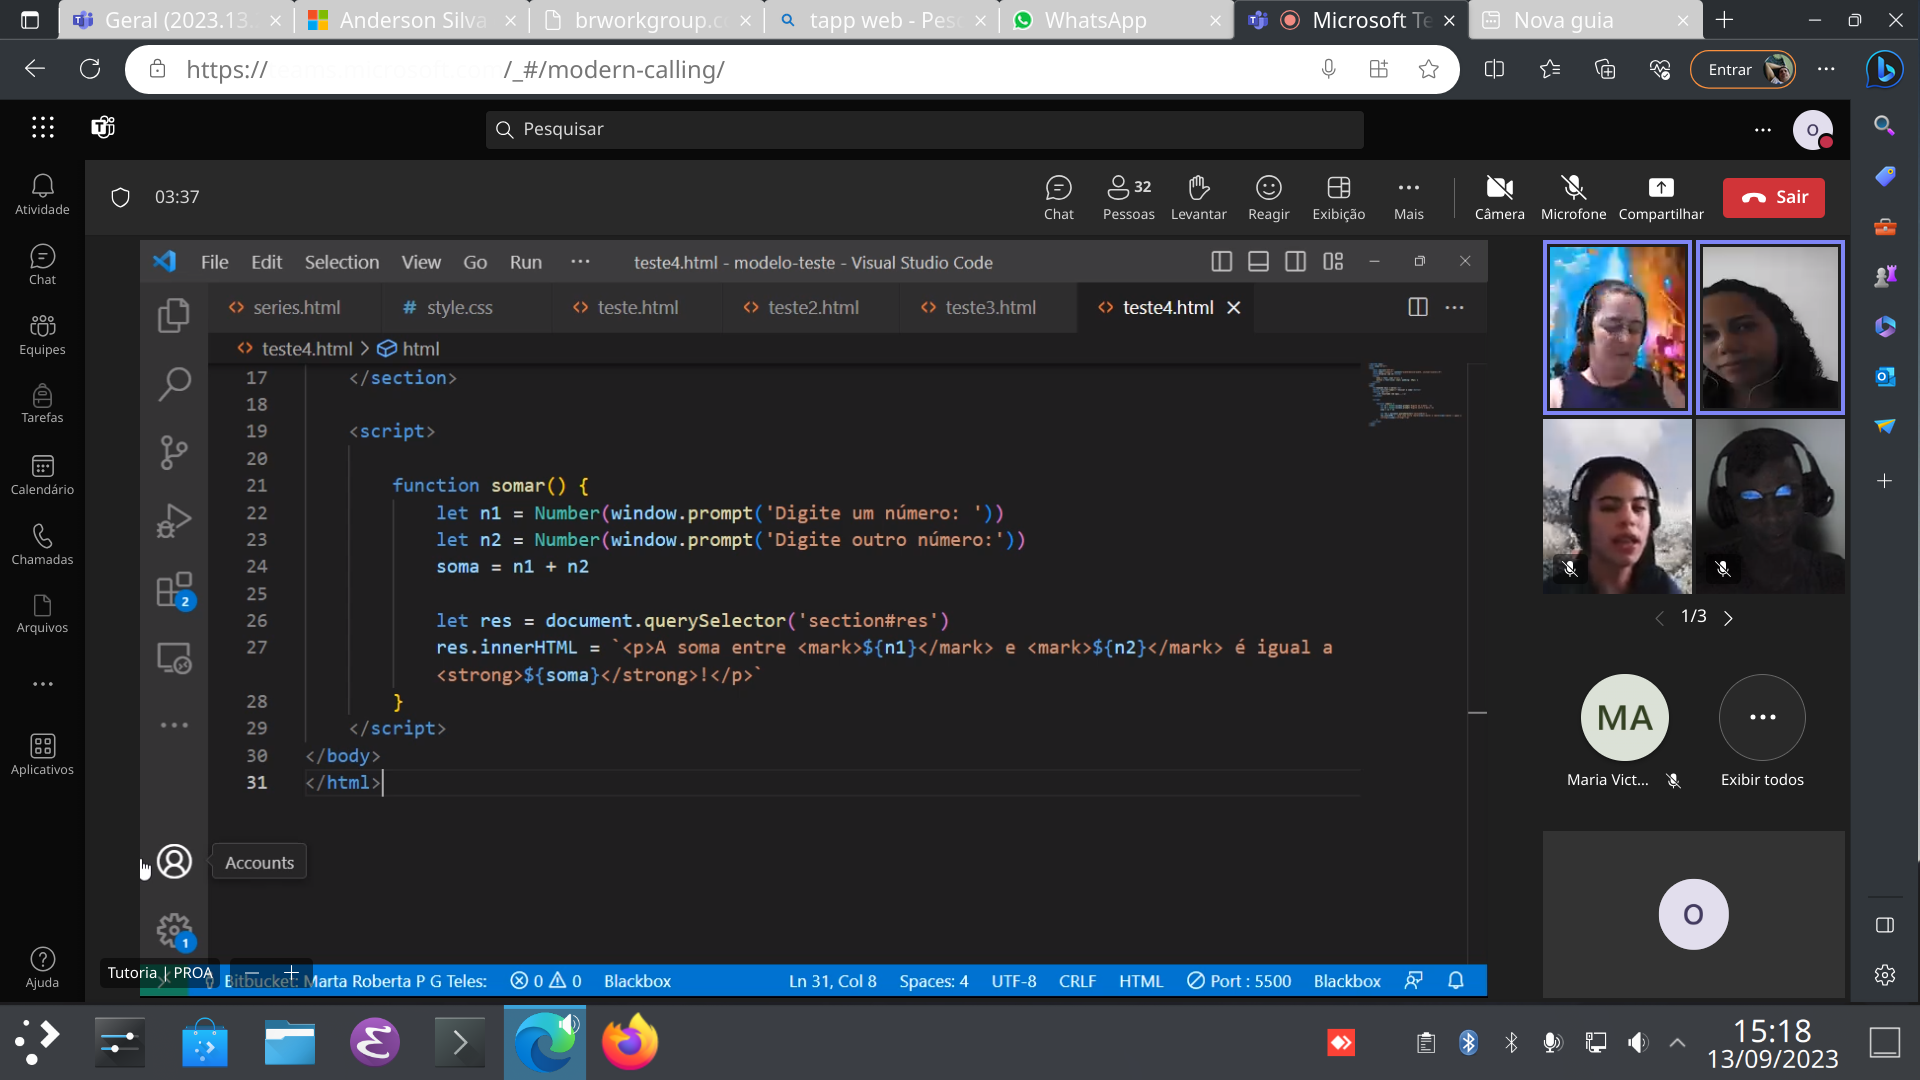 Geral (2023.13.
Anderson Silva
brworkgroup.c
tapp web - Pes
WhatsApp
Microsoft Te
Nova guia
https://teams.microsoft.com/_#/modern-calling/
Entrar
Pesquisar
O
03:37
Chat
32
Pessoas
Levantar
Reagir
Exibição
Mais
Câmera
Microfone
Compartilhar
Sair
Atividade
Chat
Equipes
Tarefas
Calendário
Chamadas
Arquivos
Aplicativos
Ajuda
File Edit Selection View Go Run ··· teste4.html - modelo-teste - Visual Studio Code
series.html
# style.css
teste.html
teste2.html
teste3.html
teste4.html
teste4.html > html
17 </section>
18
19 <script>
20
21 function somar() {
22 let n1 = Number(window.prompt('Digite um número: '))
23 let n2 = Number(window.prompt('Digite outro número:'))
24 soma = n1 + n2
25
26 let res = document.querySelector('section#res')
27 res.innerHTML = `<p>A soma entre <mark>${n1}</mark> e <mark>${n2}</mark> é igual a
<strong>${soma}</strong>!</p>`
28 }
29 </script>
30 </body>
31 </html>
2
Accounts
1
Tutoria | PROA
Bitbucket: Marta Roberta P G Teles: 0 0 Blackbox
Ln 31, Col 8 Spaces: 4 UTF-8 CRLF HTML Port : 5500 Blackbox
1/3
MA
Maria Vict...
Exibir todos
O
15:18
13/09/2023